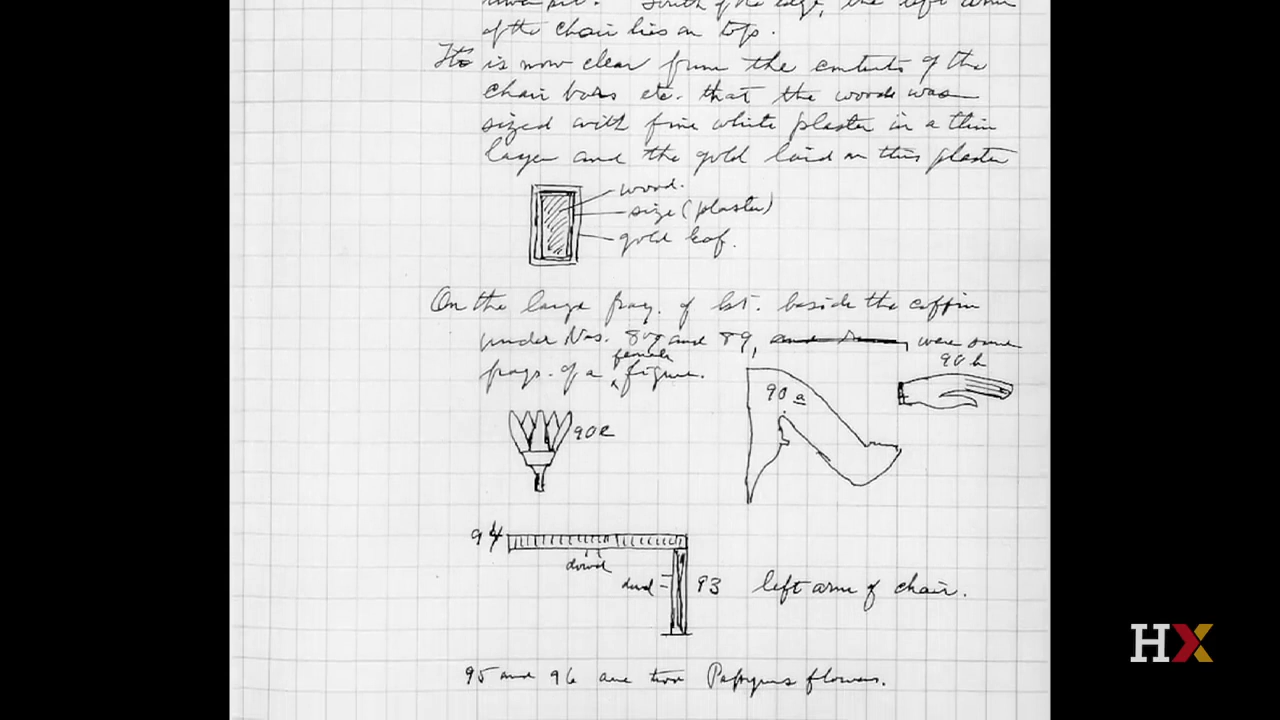 South of the edge, the left arm
of the chair lies on top.
It is now clear from the contents of the
chair bars etc. that the wood was
sized with fine white plaster in a thin
layer and the gold laid on this plaster
wood.
size (plaster)
gold leaf.
On the large frag. of lst. beside the coffin
under Nos. 87 and 89, were some
frags. of a female figure.
90 b
90 a
90c
94
dowel
dowel
93 left arm of chair.
95 and 96 are two Papyrus flowers.
HX